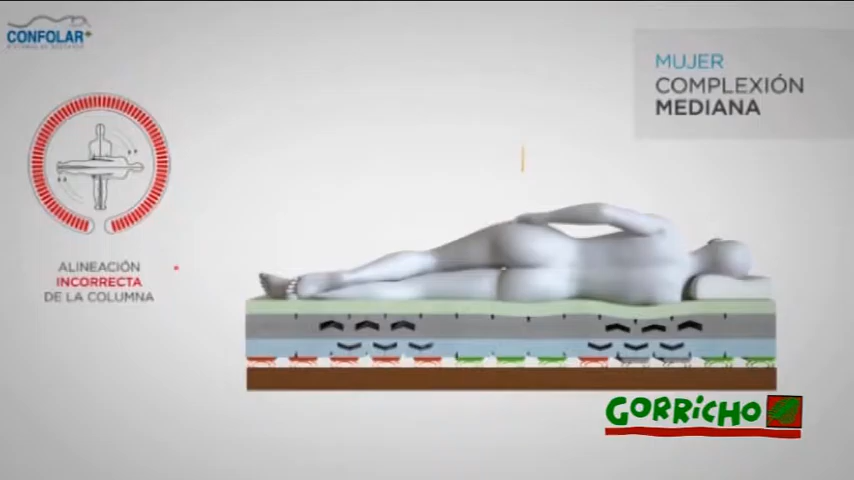 CONFOLAR
MUJER
COMPLEXIÓN
MEDIANA
ALINEACIÓN
INCORRECTA
DE LA COLUMNA
GORRiCHO